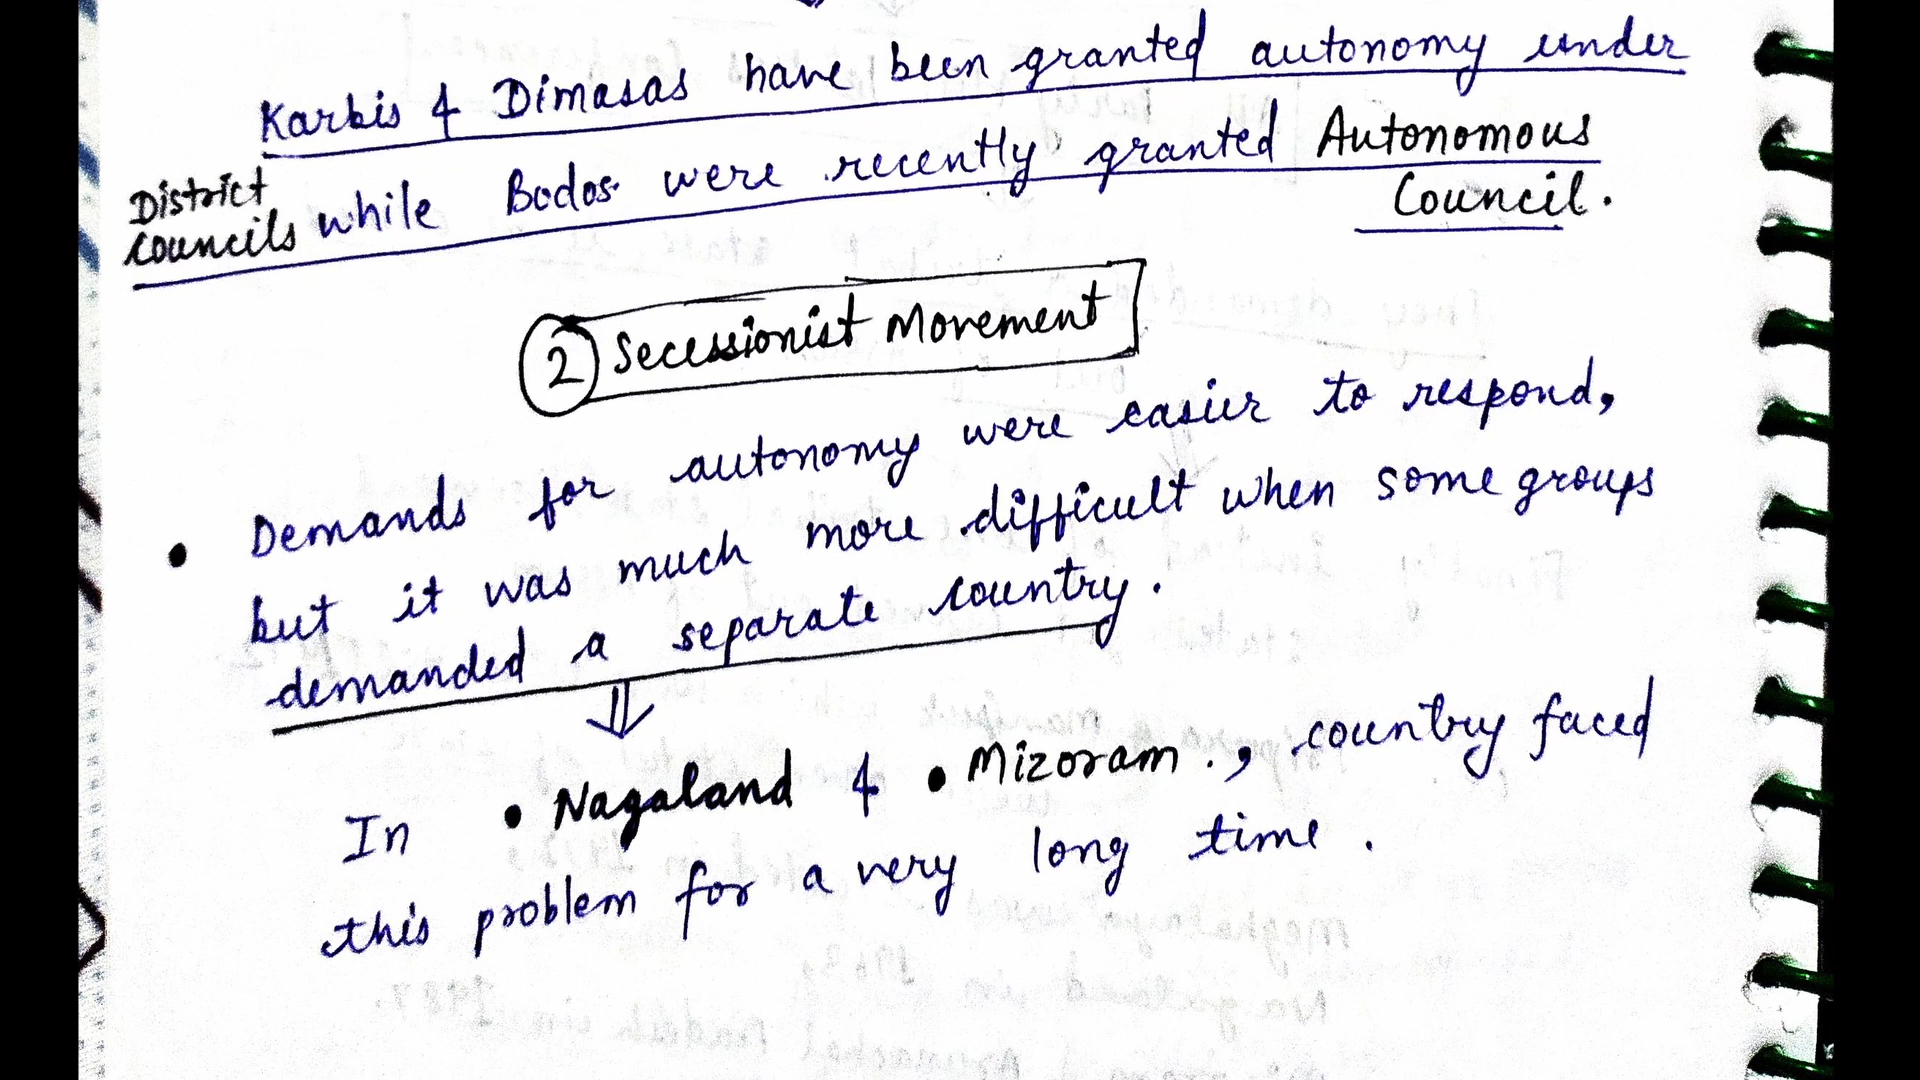 Karbis & Dimasas have been granted autonomy under
District
Councils while Bodos were recently granted Autonomous
Council.
2 Secessionist Movement
• Demands for autonomy were easier to respond,
but it was much more difficult when some groups
demanded a separate country.
⇓
In • Nagaland & • Mizoram., country faced
this problem for a very long time.